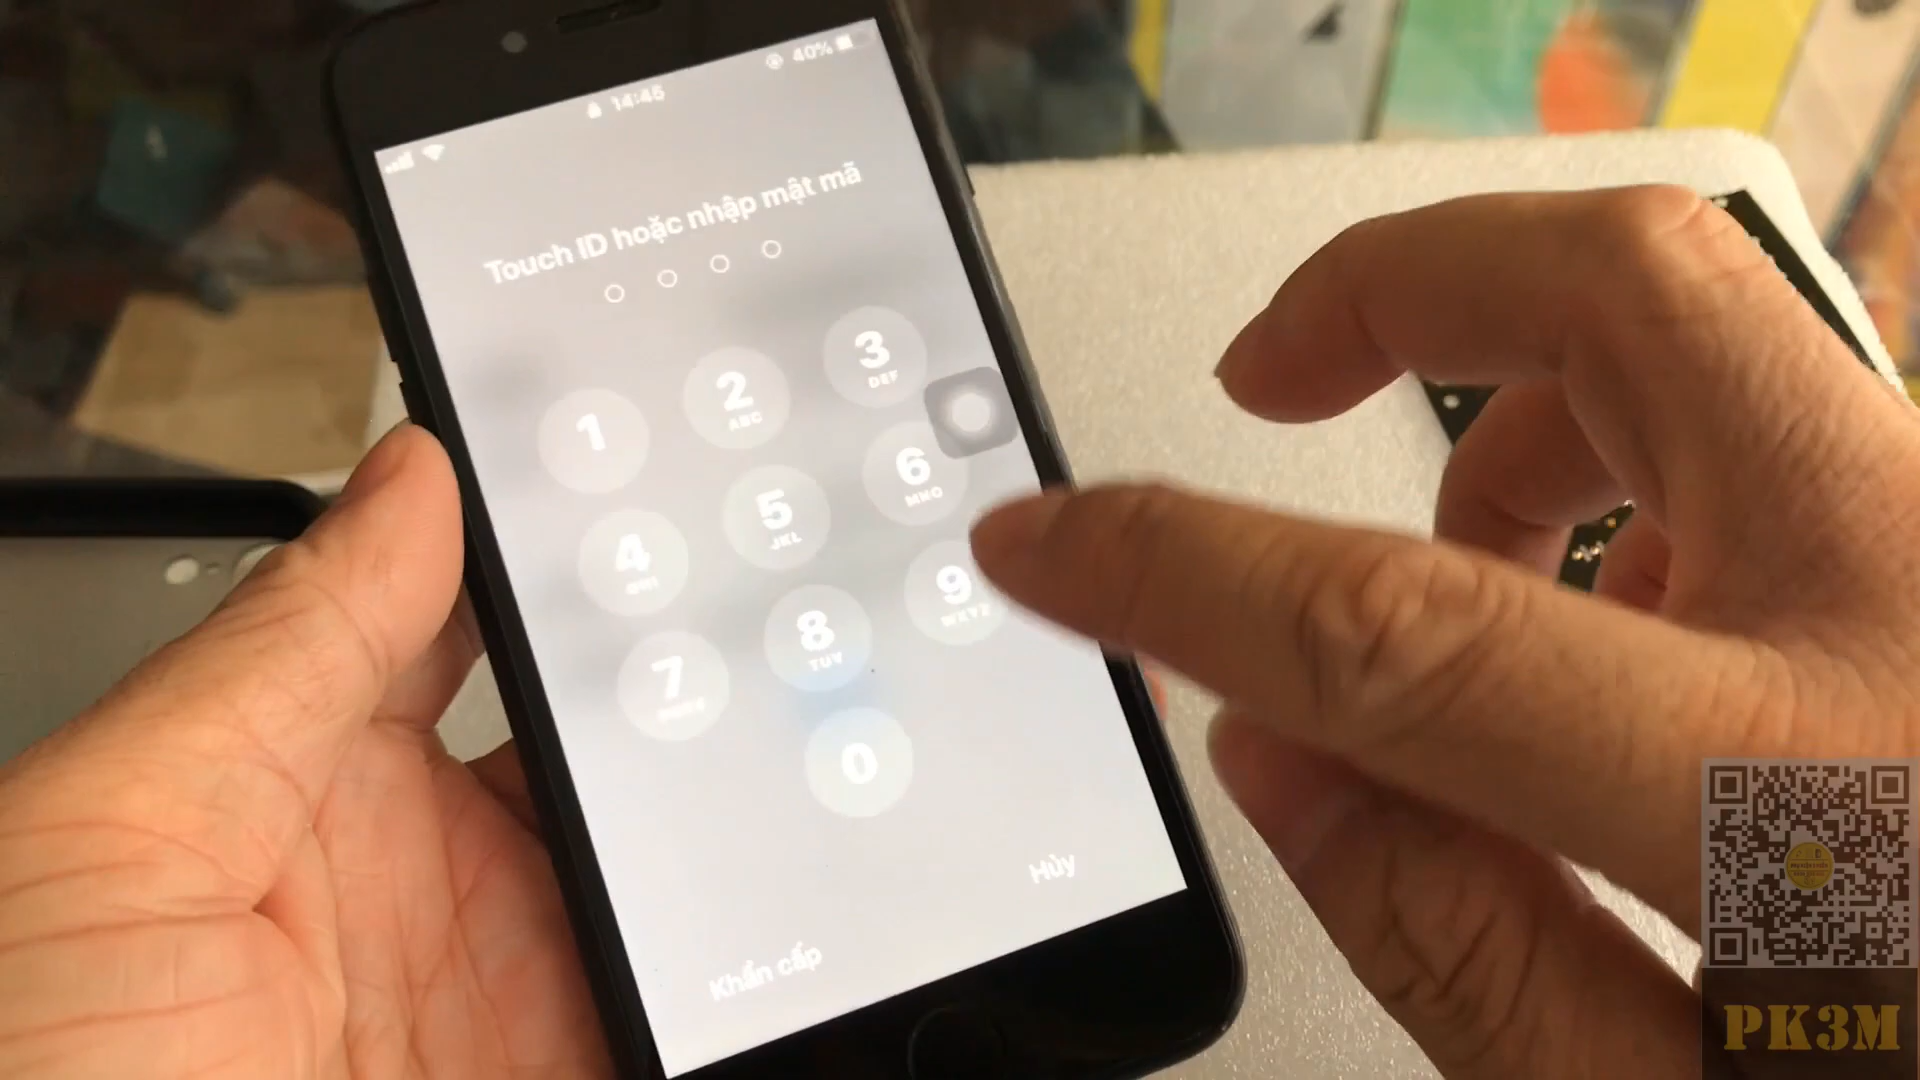 40%
14:45
Touch ID hoặc nhập mật mã
1
2
ABC
3
DEF
4
GHI
5
JKL
6
MNO
7
PQRS
8
TUV
9
WXYZ
0
Hủy
Khẩn cấp
PK3M